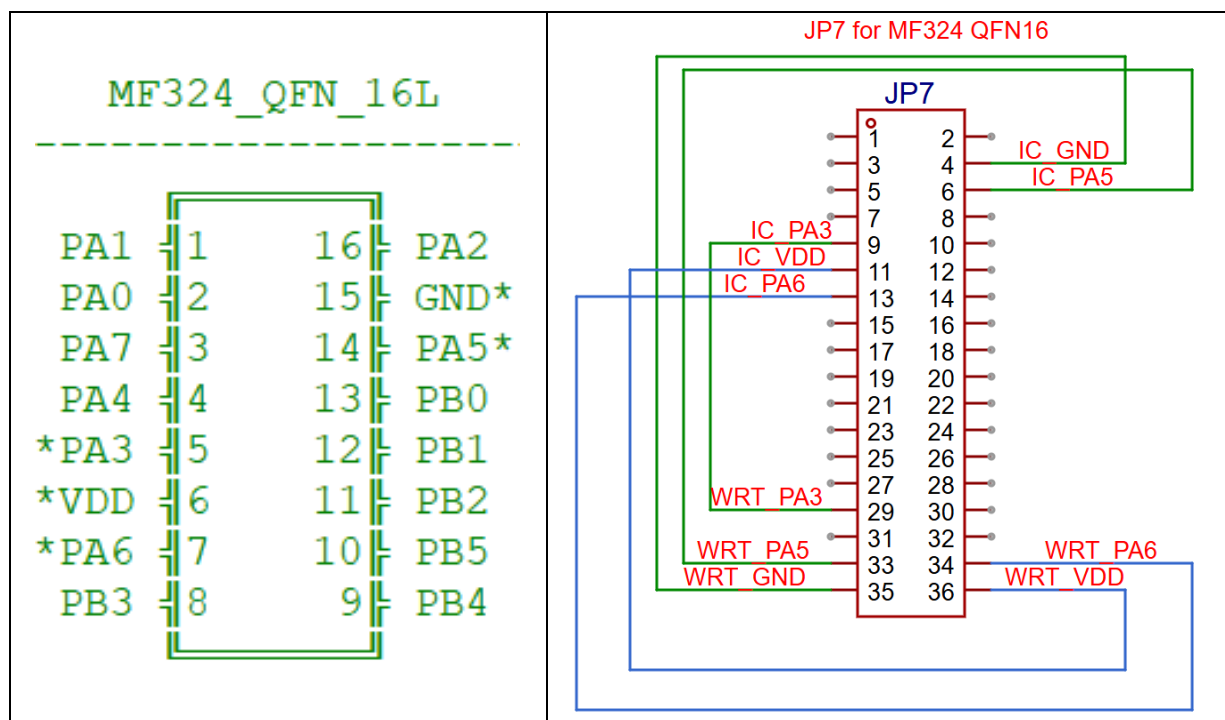 MF324_QFN_16L
--------------------
PA1 1 16 PA2
PA0 2 15 GND*
PA7 3 14 PA5*
PA4 4 13 PB0
*PA3 5 12 PB1
*VDD 6 11 PB2
*PA6 7 10 PB5
PB3 8 9 PB4
JP7 for MF324 QFN16
JP7
1 2
3 4 IC_GND
5 6 IC_PA5
7 8
IC_PA3 9 10
IC_VDD 11 12
IC_PA6 13 14
15 16
17 18
19 20
21 22
23 24
25 26
27 28
WRT_PA3 29 30
31 32
WRT_PA5 33 34 WRT_PA6
WRT_GND 35 36 WRT_VDD